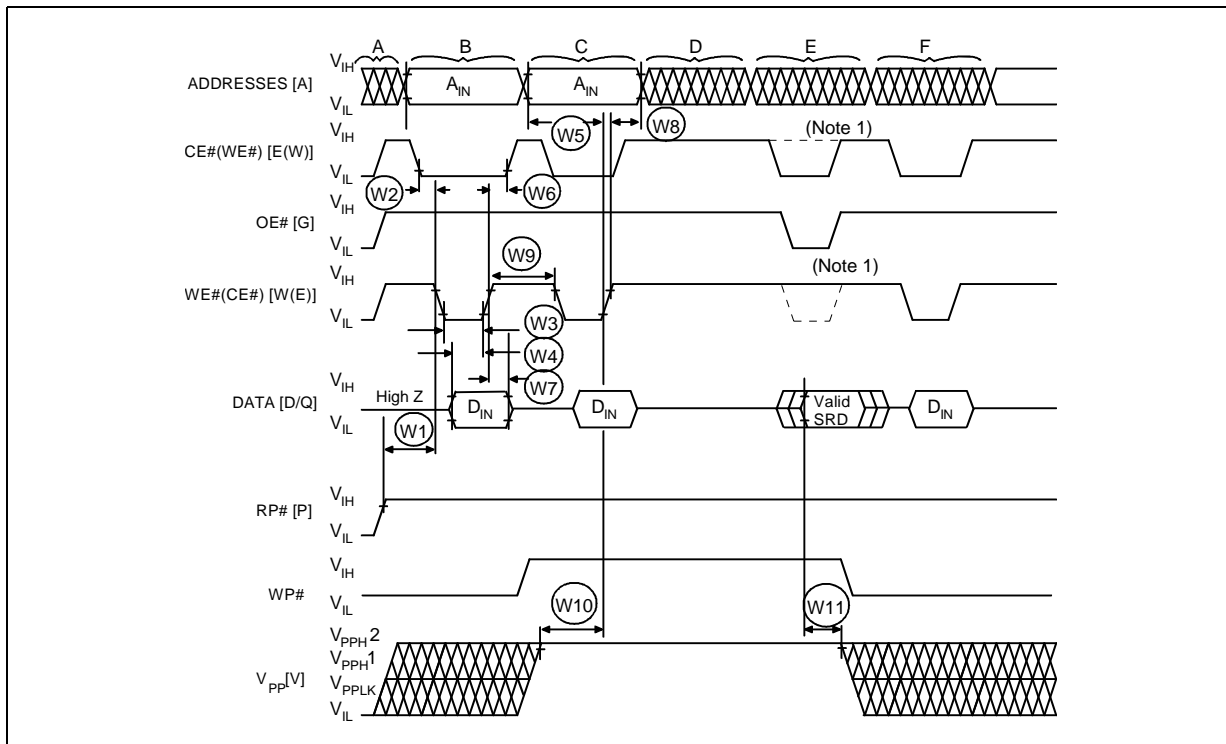 A B C D E F
V_IH
ADDRESSES [A] A_IN A_IN
V_IL
W5 W8
V_IH (Note 1)
CE#(WE#) [E(W)]
V_IL
W2 W6
V_IH
OE# [G]
V_IL
W9
V_IH (Note 1)
WE#(CE#) [W(E)]
V_IL W3
W4
V_IH W7
High Z
DATA [D/Q] D_IN D_IN Valid SRD D_IN
V_IL
W1
V_IH
RP# [P]
V_IL
V_IH
WP#
V_IL
W10 W11
V_PPH 2
V_PPH 1
V_PP[V] V_PPLK
V_IL